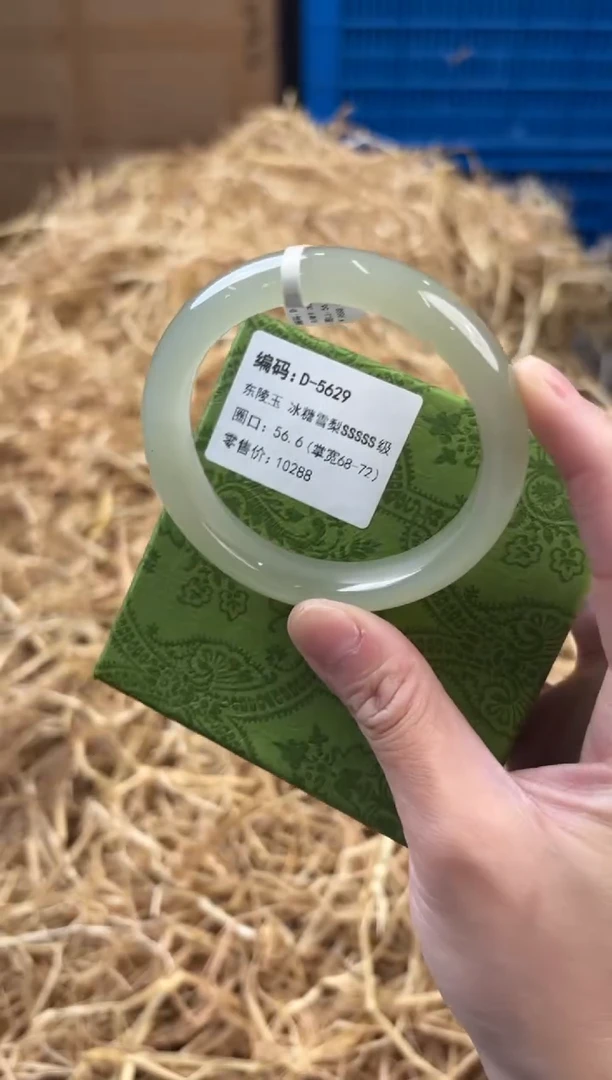 编码：D-5629
东陵玉 冰糖雪梨SSSSS级
圈口：56.6（掌宽68-72）
零售价：10288